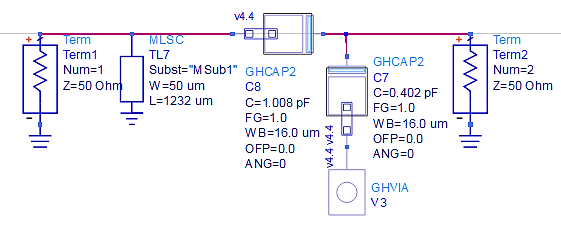 v4.4
Term
Term1
Num=1
Z=50 Ohm
MLSC
TL7
Subst="MSub1"
W=50 um
L=1232 um
GHCAP2
C8
C=1.008 pF
FG=1.0
WB=16.0 um
OFP=0.0
ANG=0
GHCAP2
C7
C=0.402 pF
FG=1.0
WB=16.0 um
OFP=0.0
ANG=0
v4.4 v4.4
GHVIA
V3
Term
Term2
Num=2
Z=50 Ohm